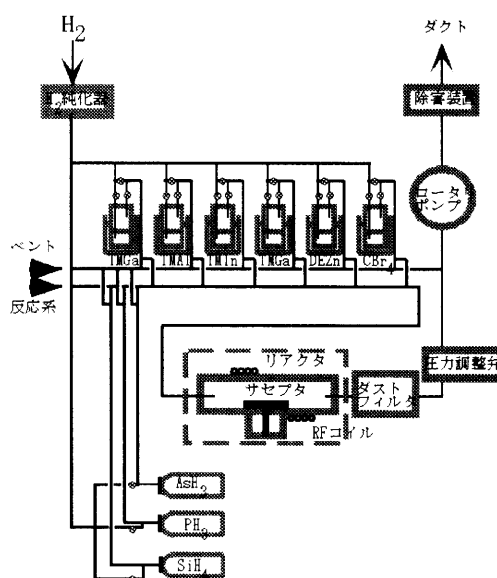 H2
ダクト
H2純化器
除害装置
ロータ
ポンプ
TMGa
TMAl
TMIn
TMGa
DEZn
CBr4
ベント
反応系
リアクタ
サセプタ
RFコイル
ダスト
フィルタ
圧力調整弁
AsH3
PH3
SiH4